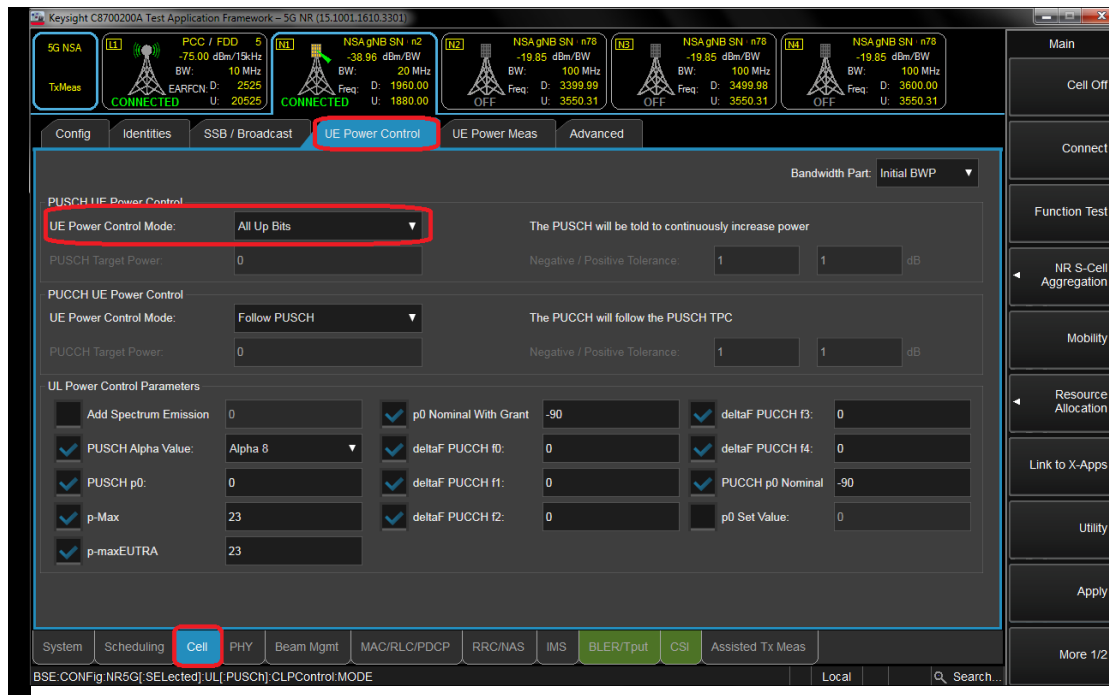 Keysight C8700200A Test Application Framework – 5G NR (15.1001.1610.3301)
5G NSA
TxMeas
L1
PCC / FDD 5
-75.00 dBm/15kHz
BW: 10 MHz
EARFCN: D: 2525
U: 20525
CONNECTED
N1
NSA gNB SN : n2
-38.96 dBm/BW
BW: 20 MHz
Freq: D: 1960.00
U: 1880.00
CONNECTED
N2
NSA gNB SN : n78
-19.85 dBm/BW
BW: 100 MHz
Freq: D: 3399.99
U: 3550.31
OFF
N3
NSA gNB SN : n78
-19.85 dBm/BW
BW: 100 MHz
Freq: D: 3499.98
U: 3550.31
OFF
N4
NSA gNB SN : n78
-19.85 dBm/BW
BW: 100 MHz
Freq: D: 3600.00
U: 3550.31
OFF
Config Identities SSB / Broadcast UE Power Control UE Power Meas Advanced
Bandwidth Part: Initial BWP
PUSCH UE Power Control
UE Power Control Mode: All Up Bits The PUSCH will be told to continuously increase power
PUSCH Target Power: 0 Negative / Positive Tolerance: 1 1 dB
PUCCH UE Power Control
UE Power Control Mode: Follow PUSCH The PUCCH will follow the PUSCH TPC
PUCCH Target Power: 0 Negative / Positive Tolerance: 1 1 dB
UL Power Control Parameters
Add Spectrum Emission 0 p0 Nominal With Grant -90 deltaF PUCCH f3: 0
PUSCH Alpha Value: Alpha 8 deltaF PUCCH f0: 0 deltaF PUCCH f4: 0
PUSCH p0: 0 deltaF PUCCH f1: 0 PUCCH p0 Nominal -90
p-Max 23 deltaF PUCCH f2: 0 p0 Set Value: 0
p-maxEUTRA 23
System Scheduling Cell PHY Beam Mgmt MAC/RLC/PDCP RRC/NAS IMS BLER/Tput CSI Assisted Tx Meas
BSE:CONFig:NR5G[:SELected]:UL[:PUSCh]:CLPControl:MODE Local Search...
Main
Cell Off
Connect
Function Test
NR S-Cell
Aggregation
Mobility
Resource
Allocation
Link to X-Apps
Utility
Apply
More 1/2